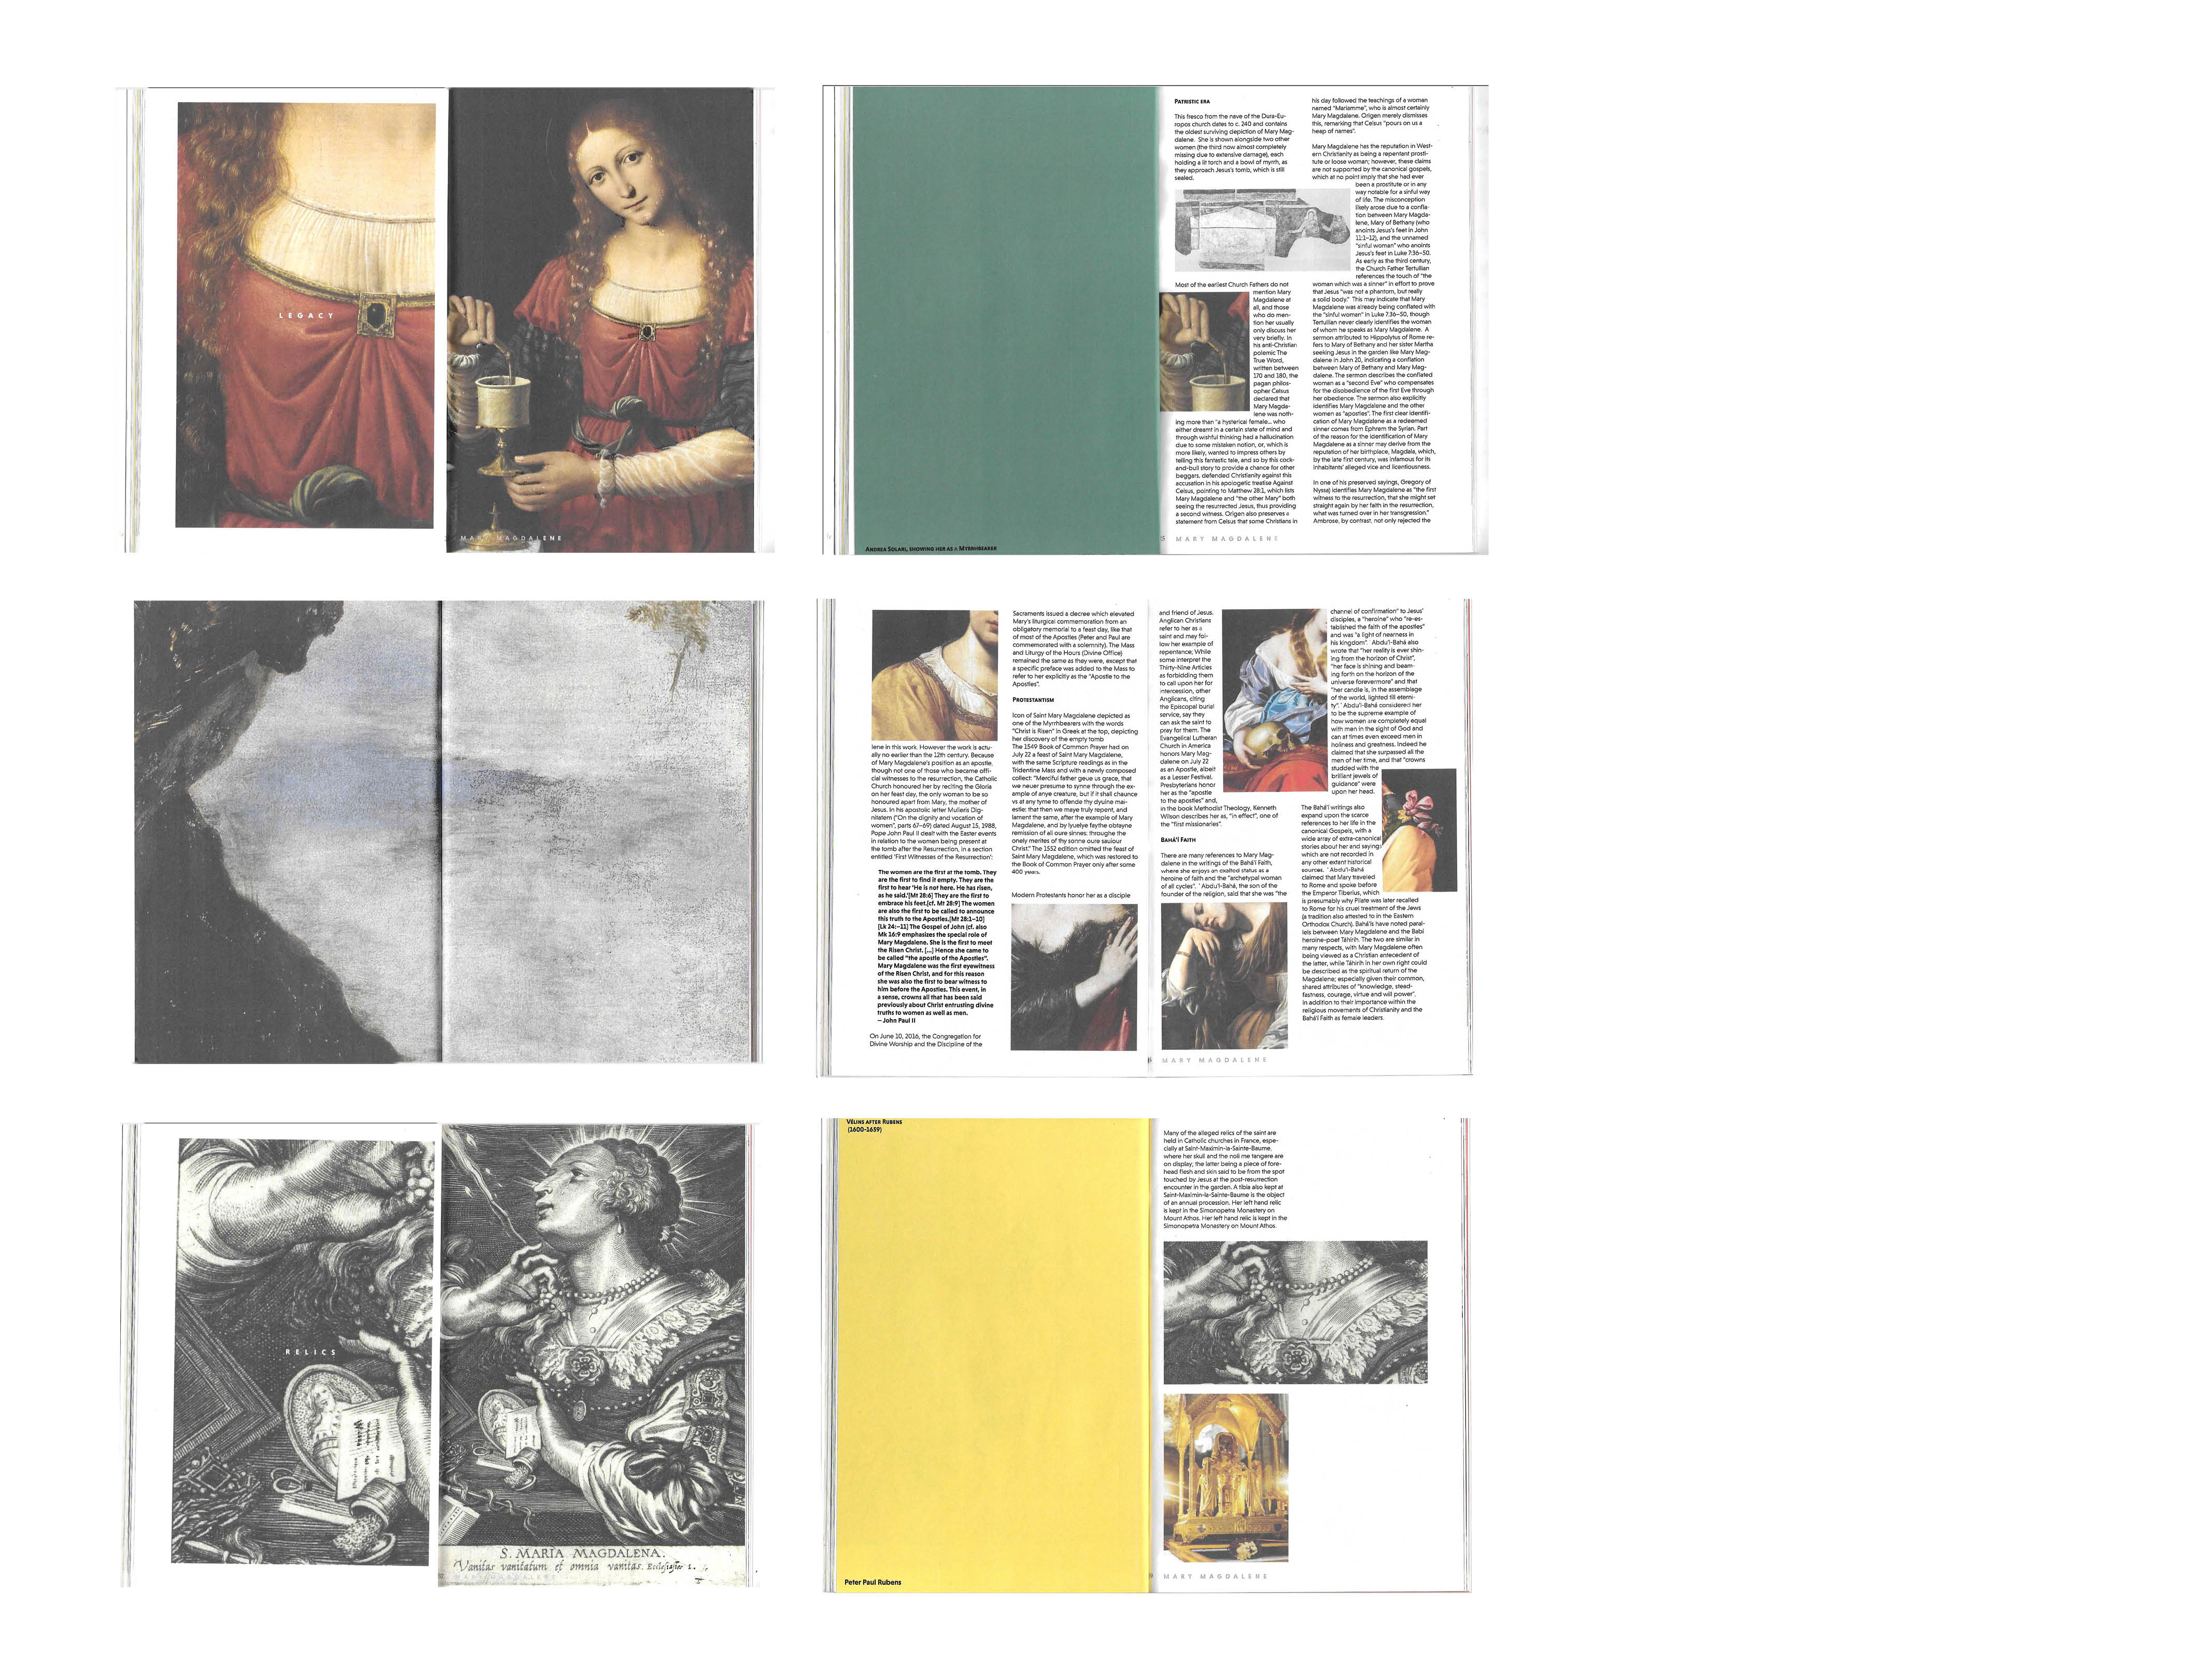 LEGACY
MARY MAGDALENE
ANDREA SOLARI, SHOWING HER AS A MYRRHBEARER
PATRISTIC ERA
This fresco from the nave of the Dura-Eu-
ropos church dates to c. 240 and contains
the oldest surviving depiction of Mary Mag-
dalene. She is shown alongside two other
women (the third now almost completely
missing due to extensive damage), each
holding a lit torch and a bowl of myrrh, as
they approach Jesus's tomb, which is still
sealed.
Most of the earliest Church Fathers do not
mention Mary
Magdalene at
all, and those
who do men-
tion her usually
only discuss her
very briefly. In
his anti-Christian
polemic The
True Word,
written between
170 and 180, the
pagan philos-
opher Celsus
declared that
Mary Magda-
lene was noth-
ing more than "a hysterical female... who
either dreamt in a certain state of mind and
through wishful thinking had a hallucination
due to some mistaken notion, or, which is
more likely, wanted to impress others by
telling this fantastic tale, and so by this cock-
and-bull story to provide a chance for other
beggars. defended Christianity against this
accusation in his apologetic treatise Against
Celsus, pointing to Matthew 28:1, which lists
Mary Magdalene and "the other Mary" both
seeing the resurrected Jesus, thus providing
a second witness. Origen also preserves a
statement from Celsus that some Christians in
his day followed the teachings of a woman
named "Mariamme", who is almost certainly
Mary Magdalene. Origen merely dismisses
this, remarking that Celsus "pours on us a
heap of names".
Mary Magdalene has the reputation in West-
ern Christianity as being a repentant prosti-
tute or loose woman; however, these claims
are not supported by the canonical gospels,
which at no point imply that she had ever
been a prostitute or in any
way notable for a sinful way
of life. The misconception
likely arose due to a confla-
tion between Mary Magda-
lene, Mary of Bethany (who
anoints Jesus's feet in John
11:1–12), and the unnamed
"sinful woman" who anoints
Jesus's feet in Luke 7:36–50.
As early as the third century,
the Church Father Tertullian
references the touch of "the
woman which was a sinner" in effort to prove
that Jesus "was not a phantom, but really
a solid body." This may indicate that Mary
Magdalene was already being conflated with
the "sinful woman" in Luke 7:36–50, though
Tertullian never clearly identifies the woman
of whom he speaks as Mary Magdalene. A
sermon attributed to Hippolytus of Rome re-
fers to Mary of Bethany and her sister Martha
seeking Jesus in the garden like Mary Mag-
dalene in John 20, indicating a conflation
between Mary of Bethany and Mary Mag-
dalene. The sermon describes the conflated
women as a "second Eve" who compensates
for the disobedience of the first Eve through
her obedience. The sermon also explicitly
identifies Mary Magdalene and the other
women as "apostles". The first clear identifi-
cation of Mary Magdalene as a redeemed
sinner comes from Ephrem the Syrian. Part
of the reason for the identification of Mary
Magdalene as a sinner may derive from the
reputation of her birthplace, Magdala, which,
by the late first century, was infamous for its
inhabitants' alleged vice and licentiousness.
In one of his preserved sayings, Gregory of
Nyssa) identifies Mary Magdalene as "the first
witness to the resurrection, that she might set
straight again by her faith in the resurrection,
what was turned over in her transgression."
Ambrose, by contrast, not only rejected the
MARY MAGDALENE
lene in this work. However the work is actu-
ally no earlier than the 12th century. Because
of Mary Magdalene's position as an apostle,
though not one of those who became offi-
cial witnesses to the resurrection, the Catholic
Church honoured her by reciting the Gloria
on her feast day, the only woman to be so
honoured apart from Mary, the mother of
Jesus. In his apostolic letter Mulieris Dig-
nitatem ("On the dignity and vocation of
women", parts 67–69) dated August 15, 1988,
Pope John Paul II dealt with the Easter events
in relation to the women being present at
the tomb after the Resurrection, in a section
entitled 'First Witnesses of the Resurrection':
The women are the first at the tomb. They
are the first to find it empty. They are the
first to hear 'He is not here. He has risen,
as he said.'[Mt 28:6] They are the first to
embrace his feet.[cf. Mt 28:9] The women
are also the first to be called to announce
this truth to the Apostles.[Mt 28:1–10]
[Lk 24:–11] The Gospel of John (cf. also
Mk 16:9 emphasizes the special role of
Mary Magdalene. She is the first to meet
the Risen Christ. [...] Hence she came to
be called "the apostle of the Apostles".
Mary Magdalene was the first eyewitness
of the Risen Christ, and for this reason
she was also the first to bear witness to
him before the Apostles. This event, in
a sense, crowns all that has been said
previously about Christ entrusting divine
truths to women as well as men.
— John Paul II
On June 10, 2016, the Congregation for
Divine Worship and the Discipline of the
Sacraments issued a decree which elevated
Mary's liturgical commemoration from an
obligatory memorial to a feast day, like that
of most of the Apostles (Peter and Paul are
commemorated with a solemnity). The Mass
and Liturgy of the Hours (Divine Office)
remained the same as they were, except that
a specific preface was added to the Mass to
refer to her explicitly as the "Apostle to the
Apostles".
PROTESTANTISM
Icon of Saint Mary Magdalene depicted as
one of the Myrrhbearers with the words
"Christ is Risen" in Greek at the top, depicting
her discovery of the empty tomb
The 1549 Book of Common Prayer had on
July 22 a feast of Saint Mary Magdalene,
with the same Scripture readings as in the
Tridentine Mass and with a newly composed
collect: "Merciful father geue us grace, that
we neuer presume to synne through the ex-
ample of anye creature, but if it shall chaunce
vs at any tyme to offende thy dyuine mai-
estie: that then we maye truly repent, and
lament the same, after the example of Mary
Magdalene, and by lyuelye faythe obtayne
remission of all oure sinnes: throughe the
onely merites of thy sonne oure sauiour
Christ." The 1552 edition omitted the feast of
Saint Mary Magdalene, which was restored to
the Book of Common Prayer only after some
400 years.
Modern Protestants honor her as a disciple
and friend of Jesus.
Anglican Christians
refer to her as a
saint and may fol-
low her example of
repentance; While
some interpret the
Thirty-Nine Articles
as forbidding them
to call upon her for
intercession, other
Anglicans, citing
the Episcopal burial
service, say they
can ask the saint to
pray for them. The
Evangelical Lutheran
Church in America
honors Mary Mag-
dalene on July 22
as an Apostle, albeit
as a Lesser Festival.
Presbyterians honor
her as the "apostle
to the apostles" and,
in the book Methodist Theology, Kenneth
Wilson describes her as, "in effect", one of
the "first missionaries".
BAHÁ'Í FAITH
There are many references to Mary Mag-
dalene in the writings of the Bahá'í Faith,
where she enjoys an exalted status as a
heroine of faith and the "archetypal woman
of all cycles". `Abdu'l-Bahá, the son of the
founder of the religion, said that she was "the
channel of confirmation" to Jesus'
disciples, a "heroine" who "re-es-
tablished the faith of the apostles"
and was "a light of nearness in
his kingdom". `Abdu'l-Bahá also
wrote that "her reality is ever shin-
ing from the horizon of Christ",
"her face is shining and beam-
ing forth on the horizon of the
universe forevermore" and that
"her candle is, in the assemblage
of the world, lighted till eterni-
ty". `Abdu'l-Bahá considered her
to be the supreme example of
how women are completely equal
with men in the sight of God and
can at times even exceed men in
holiness and greatness. Indeed he
claimed that she surpassed all the
men of her time, and that "crowns
studded with the
brilliant jewels of
guidance" were
upon her head.
The Bahá'í writings also
expand upon the scarce
references to her life in the
canonical Gospels, with a
wide array of extra-canonical
stories about her and sayings
which are not recorded in
any other extant historical
sources. `Abdu'l-Bahá
claimed that Mary traveled
to Rome and spoke before
the Emperor Tiberius, which
is presumably why Pilate was later recalled
to Rome for his cruel treatment of the Jews
(a tradition also attested to in the Eastern
Orthodox Church). Bahá'ís have noted paral-
lels between Mary Magdalene and the Babí
heroine-poet Táhirih. The two are similar in
many respects, with Mary Magdalene often
being viewed as a Christian antecedent of
the latter, while Táhirih in her own right could
be described as the spiritual return of the
Magdalene; especially given their common,
shared attributes of "knowledge, stead-
fastness, courage, virtue and will power",
in addition to their importance within the
religious movements of Christianity and the
Bahá'í Faith as female leaders.
MARY MAGDALENE
RELICS
S. MARIA MAGDALENA.
Vanitas vanitatum et omnia vanitas. Ecclesiastes 1.
MARY MAGDALENE
VÉLINS AFTER RUBENS
(1600-1659)
Peter Paul Rubens
Many of the alleged relics of the saint are
held in Catholic churches in France, espe-
cially at Saint-Maximin-la-Sainte-Baume,
where her skull and the noli me tangere are
on display, the latter being a piece of fore-
head flesh and skin said to be from the spot
touched by Jesus at the post-resurrection
encounter in the garden. A tibia also kept at
Saint-Maximin-la-Sainte-Baume is the object
of an annual procession. Her left hand relic
is kept in the Simonopetra Monastery on
Mount Athos. Her left hand relic is kept in the
Simonopetra Monastery on Mount Athos.
MARY MAGDALENE